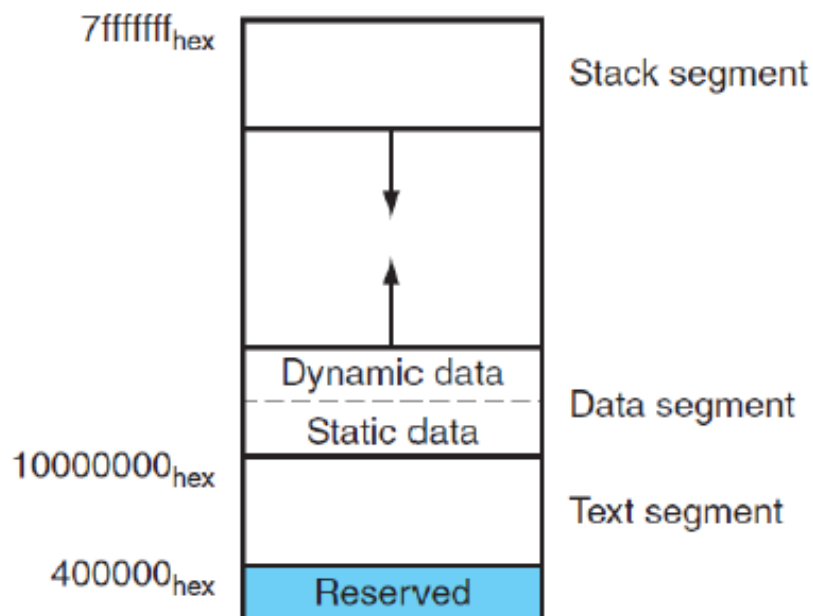 7fffffffhex
Stack segment
Dynamic data
Data segment
Static data
10000000hex
Text segment
400000hex
Reserved